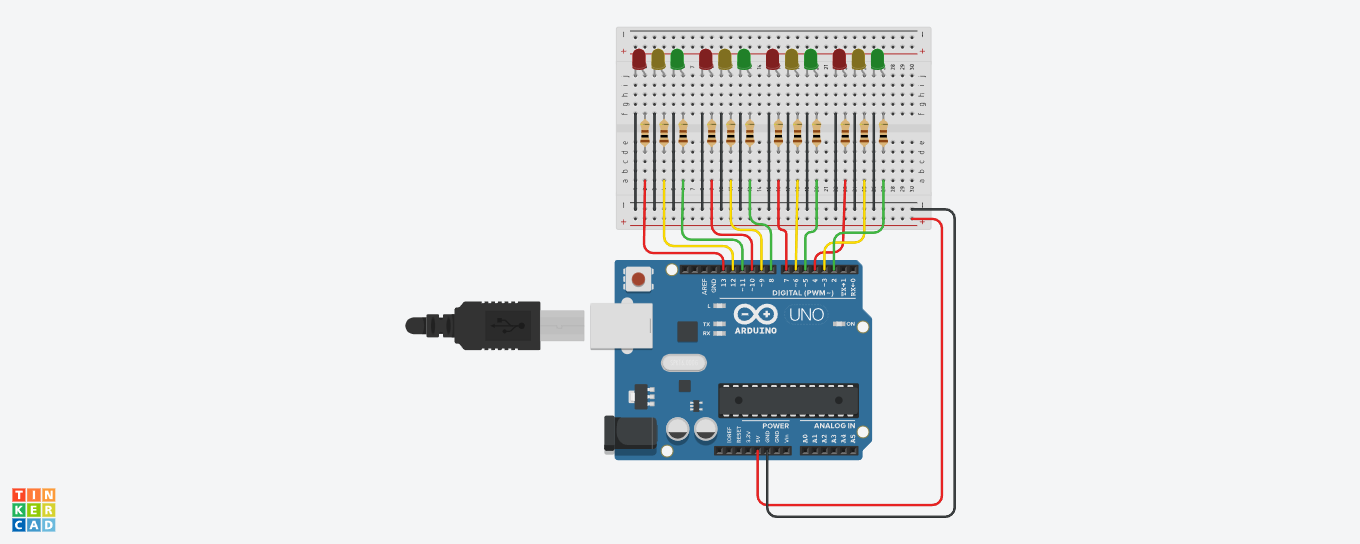 j
i
h
g
f
e
d
c
b
a
AREF
GND
13
12
~11
~10
~9
8
7
~6
~5
4
~3
2
TX→1
RX←0
DIGITAL (PWM~)
L
TX
RX
ARDUINO
UNO
ON
POWER
ANALOG IN
IOREF
RESET
3.3V
5V
GND
GND
Vin
A0
A1
A2
A3
A4
A5
TIN
KER
CAD